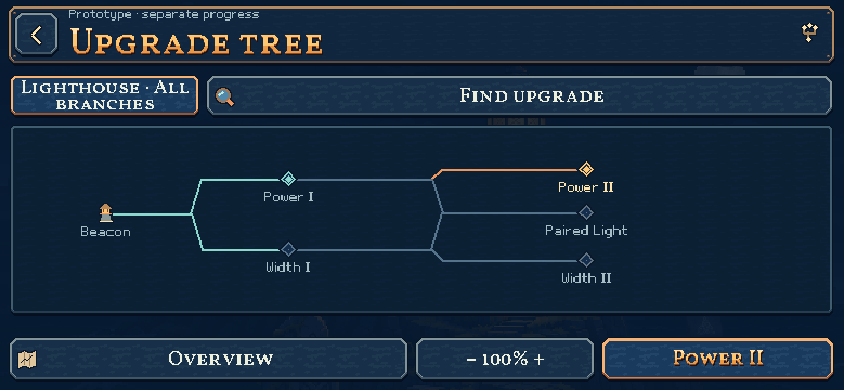 Prototype · separate progress
Upgrade tree
Lighthouse · All
branches
Find upgrade
Power I
Power II
Beacon
Paired Light
Width I
Width II
Overview
– 100% +
Power II